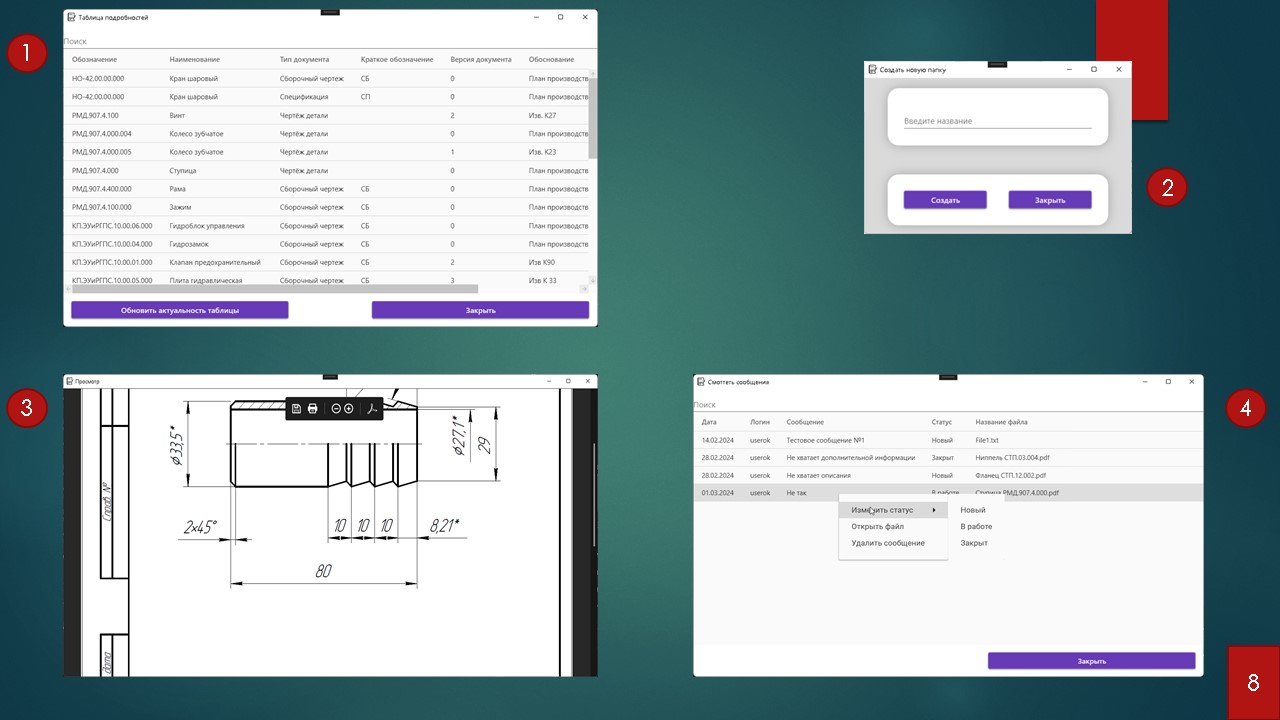 1
Таблица подробностей
Поиск
Обозначение Наименование Тип документа Краткое обозначение Версия документа Обоснование
НО-42.00.00.000 Кран шаровый Сборочный чертеж СБ 0 План производств
НО-42.00.00.000 Кран шаровый Спецификация СП 0 План производств
РМД.907.4.100 Винт Чертёж детали 2 Изв. К27
РМД.907.4.000.004 Колесо зубчатое Чертёж детали 0 План производств
РМД.907.4.000.005 Колесо зубчатое Чертёж детали 1 Изв. К23
РМД.907.4.000 Ступица Чертёж детали 0 План производств
РМД.907.4.400.000 Рама Сборочный чертеж СБ 0 План производств
РМД.907.4.100.000 Зажим Сборочный чертеж СБ 0 План производств
КП.ЭУиРГПС.10.00.06.000 Гидроблок управления Сборочный чертеж СБ 0 План производств
КП.ЭУиРГПС.10.00.04.000 Гидрозамок Сборочный чертеж СБ 0 План производств
КП.ЭУиРГПС.10.00.01.000 Клапан предохранительный Сборочный чертеж СБ 2 Изв К90
КП.ЭУиРГПС.10.00.05.000 Плита гидравлическая Сборочный чертеж СБ 3 Изв К 33
Обновить актуальность таблицы Закрыть
Создать новую папку
Введите название
Создать Закрыть
2
3
Просмотр
Справ. №
дата
⌀33,5*
⌀27,1*
29
2х45°
10 10 10
8,21*
80
Смоттеть сообщения
Поиск
Дата Логин Сообщение Статус Название файла
14.02.2024 userok Тестовое сообщение №1 Новый File1.txt
28.02.2024 userok Не хватает дополнительной информации Закрыт Ниппель СТП.03.004.pdf
28.02.2024 userok Не хватает описания Новый Фланец СТП.12.002.pdf
01.03.2024 userok Не так В работе Ступица РМД.907.4.000.pdf
Изменить статус Новый
Открыть файл В работе
Удалить сообщение Закрыт
Закрыть
4
8